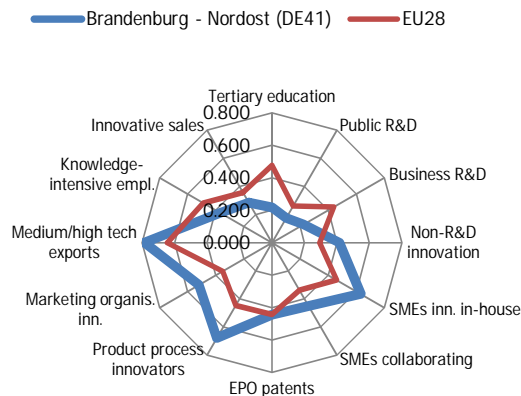 Brandenburg - Nordost (DE41)
EU28
Tertiary education
Public R&D
Business R&D
Non-R&D
innovation
SMEs inn. in-house
SMEs collaborating
EPO patents
Product process
innovators
Marketing organis.
inn.
Medium/high tech
exports
Knowledge-
intensive empl.
Innovative sales
0.800
0.600
0.400
0.200
0.000